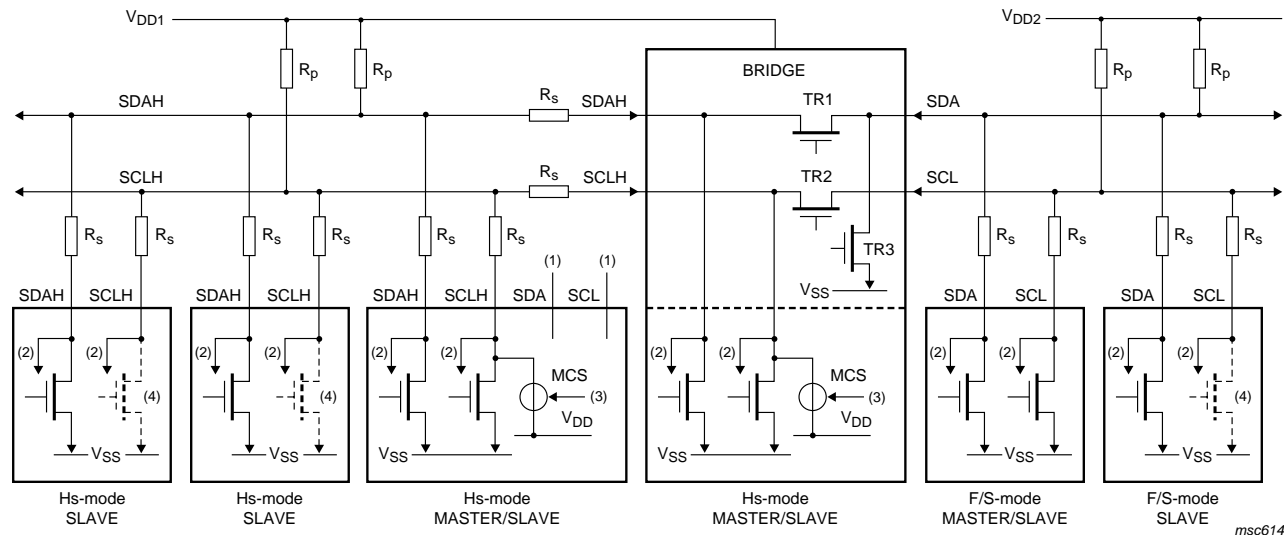 VDD1
VDD2
BRIDGE
Rp
Rp
Rp
Rp
SDAH
Rs
SDAH
TR1
SDA
SCLH
Rs
SCLH
TR2
SCL
Rs
Rs
Rs
Rs
Rs
Rs
TR3
Rs
Rs
Rs
Rs
(1)
(1)
VSS
SDAH
SCLH
SDAH
SCLH
SDAH
SCLH
SDA
SCL
SDA
SCL
SDA
SCL
(2)
(2)
(4)
VSS
(2)
(2)
(4)
VSS
(2)
(2)
MCS
(3)
VDD
VSS
(2)
(2)
MCS
(3)
VDD
VSS
(2)
(2)
VSS
(2)
(2)
(4)
VSS
Hs-mode
SLAVE
Hs-mode
SLAVE
Hs-mode
MASTER/SLAVE
Hs-mode
MASTER/SLAVE
F/S-mode
MASTER/SLAVE
F/S-mode
SLAVE
msc614